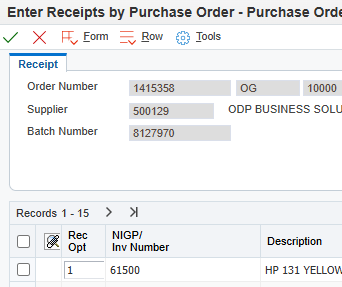 Enter Receipts by Purchase Order - Purchase Orde
Form Row Tools
Receipt
Order Number 1415358 OG 10000
Supplier 500129 ODP BUSINESS SOLU
Batch Number 8127970
Records 1 - 15
Rec Opt NIGP/ Inv Number Description
1 61500 HP 131 YELLOW